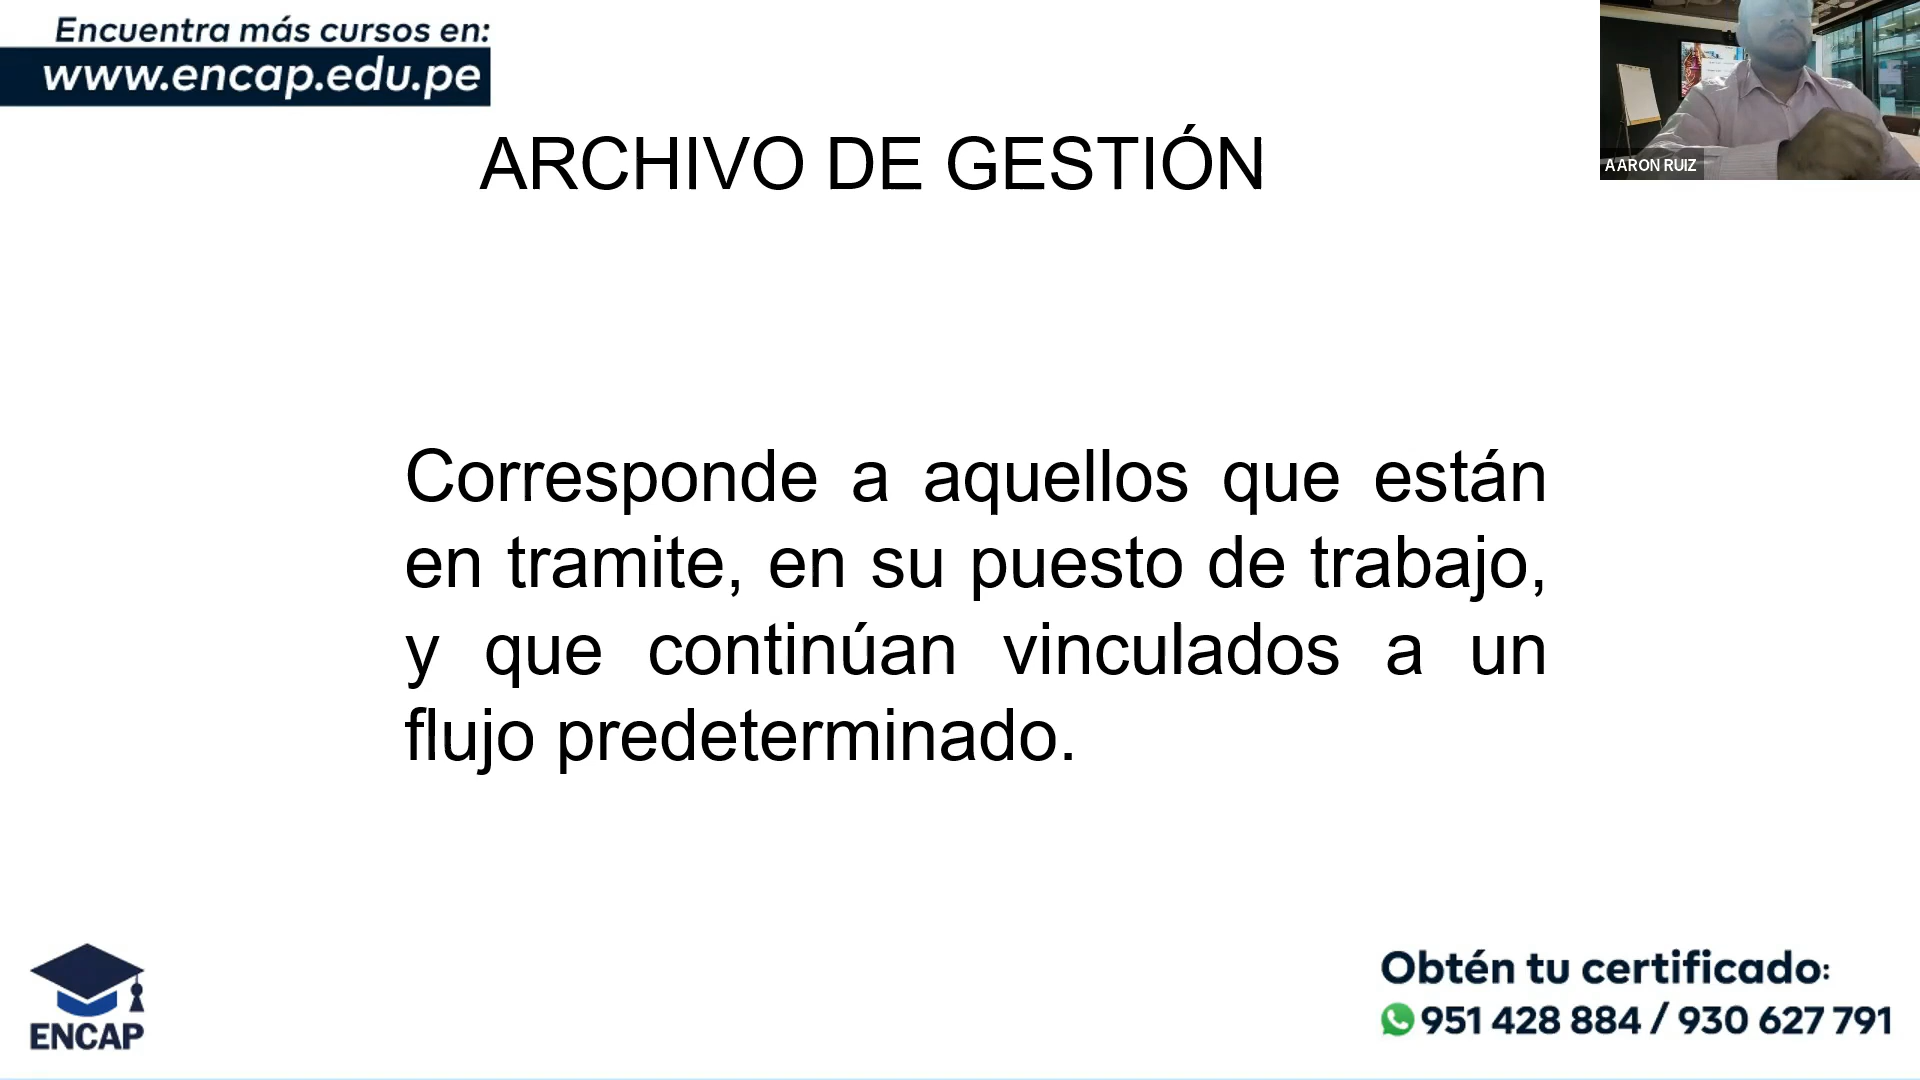 Encuentra más cursos en:
www.encap.edu.pe
AARON RUIZ
ARCHIVO DE GESTIÓN
Corresponde a aquellos que están
en tramite, en su puesto de trabajo,
y que continúan vinculados a un
flujo predeterminado.
ENCAP
Obtén tu certificado:
951 428 884 / 930 627 791